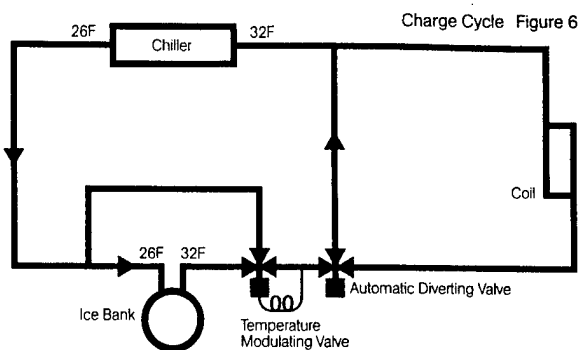 Charge Cycle Figure 6
26F
Chiller
32F
Coil
26F
32F
Automatic Diverting Valve
Ice Bank
Temperature
Modulating Valve